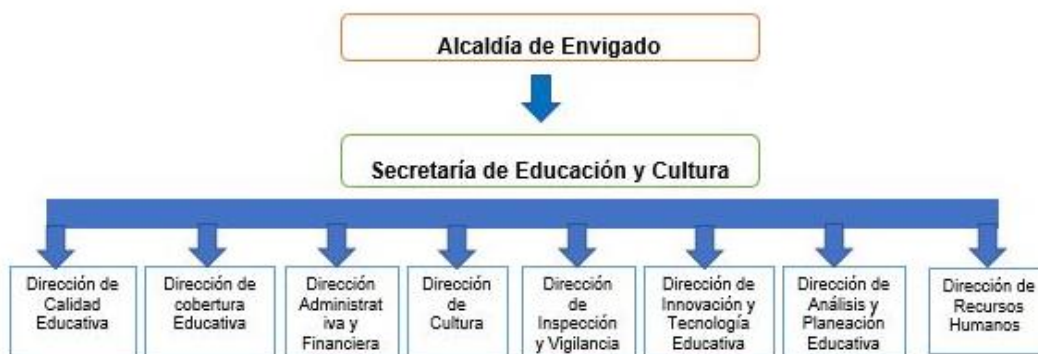 Alcaldía de Envigado
Secretaría de Educación y Cultura
Dirección de
Calidad
Educativa
Dirección de
cobertura
Educativa
Dirección
Administrat
iva y
Financiera
Dirección
de
Cultura
Dirección
de
Inspección
y Vigilancia
Dirección de
Innovación y
Tecnología
Educativa
Dirección de
Análisis y
Planeación
Educativa
Dirección de
Recursos
Humanos